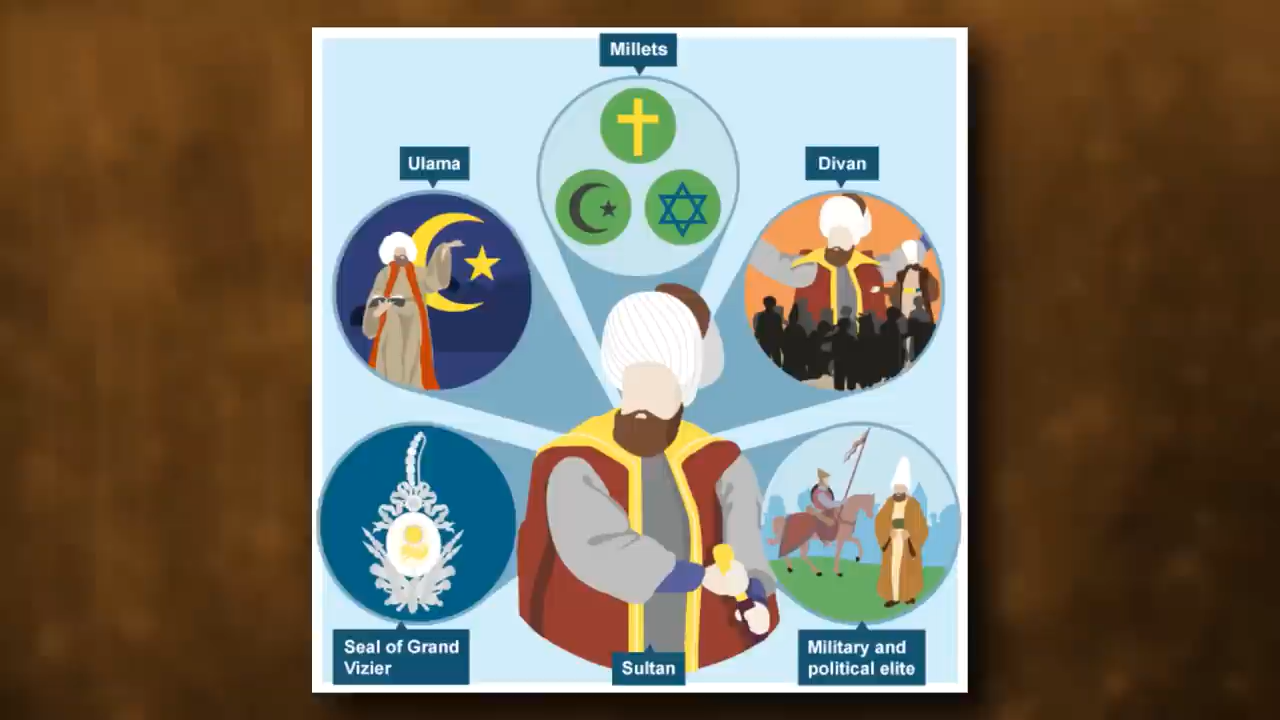 Millets
Ulama
Divan
Seal of Grand
Vizier
Sultan
Military and
political elite